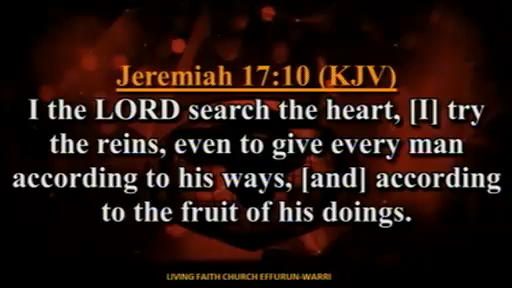 Jeremiah 17:10 (KJV)
I the LORD search the heart, [I] try
the reins, even to give every man
according to his ways, [and] according
to the fruit of his doings.
LIVING FAITH CHURCH EFFURUN-WARRI